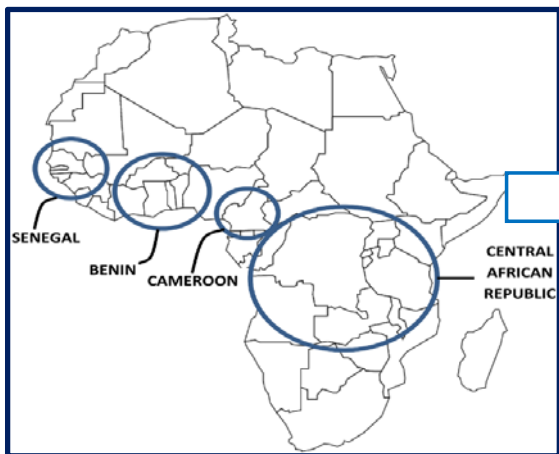 SENEGAL
BENIN
CAMEROON
CENTRAL
AFRICAN
REPUBLIC